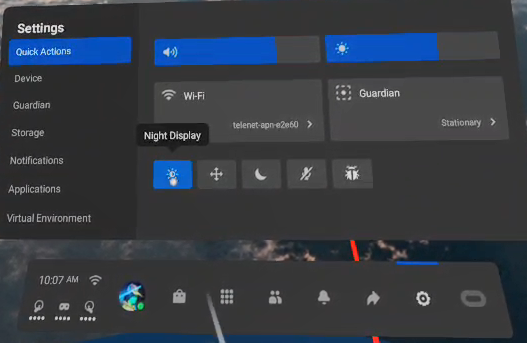 Settings
Quick Actions
Device
Guardian
Storage
Notifications
Applications
Virtual Environment
Wi-Fi
telenet-apn-e2e60
Guardian
Stationary
Night Display
10:07 AM